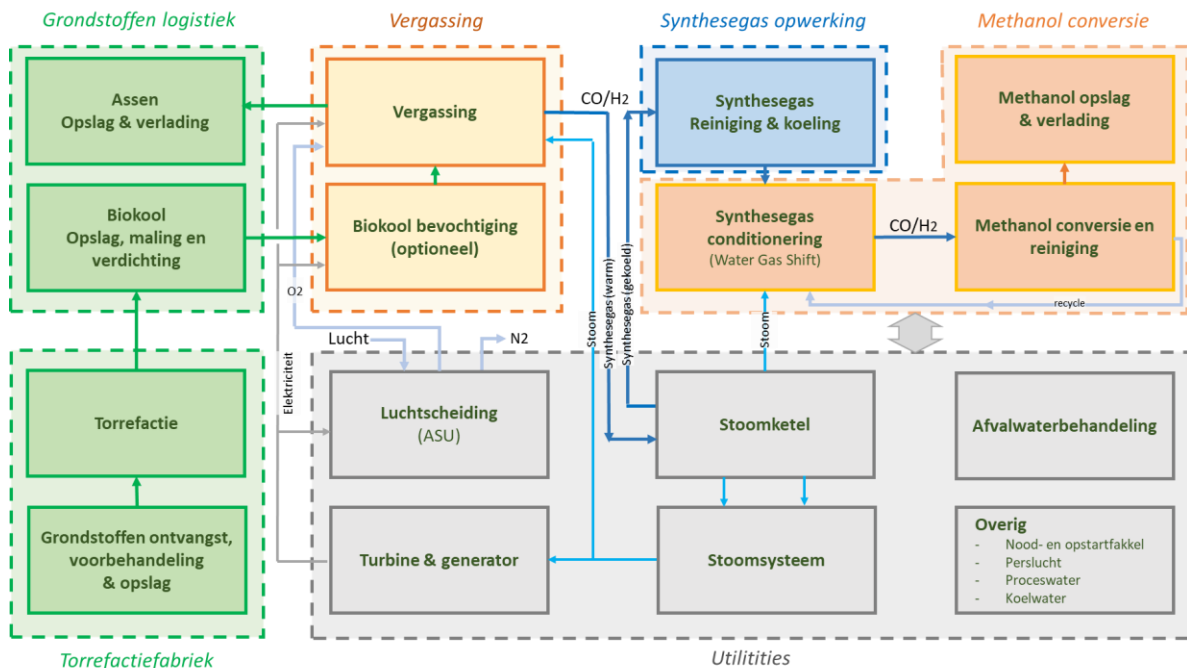 Grondstoffen logistiek
Vergassing
Synthesegas opwerking
Methanol conversie
Assen
Opslag & verlading
Vergassing
CO/H2
Synthesegas
Reiniging & koeling
Methanol opslag
& verlading
Biokool
Opslag, maling en
verdichting
Biokool bevochtiging
(optioneel)
Synthesegas
conditionering
(Water Gas Shift)
CO/H2
Methanol conversie en
reiniging
O2
recycle
Lucht
N2
Elektriciteit
Stoom
Synthesegas (warm)
Synthesegas (gekoeld)
Stoom
Torrefactie
Luchtscheiding
(ASU)
Stoomketel
Afvalwaterbehandeling
Grondstoffen ontvangst,
voorbehandeling
& opslag
Turbine & generator
Stoomsysteem
Overig
- Nood- en opstartfakkel
- Perslucht
- Proceswater
- Koelwater
Torrefactiefabriek
Utilitities